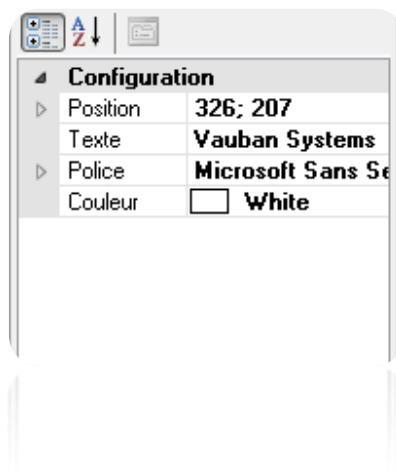 Configuration
Position 326; 207
Texte Vauban Systems
Police Microsoft Sans Se
Couleur White